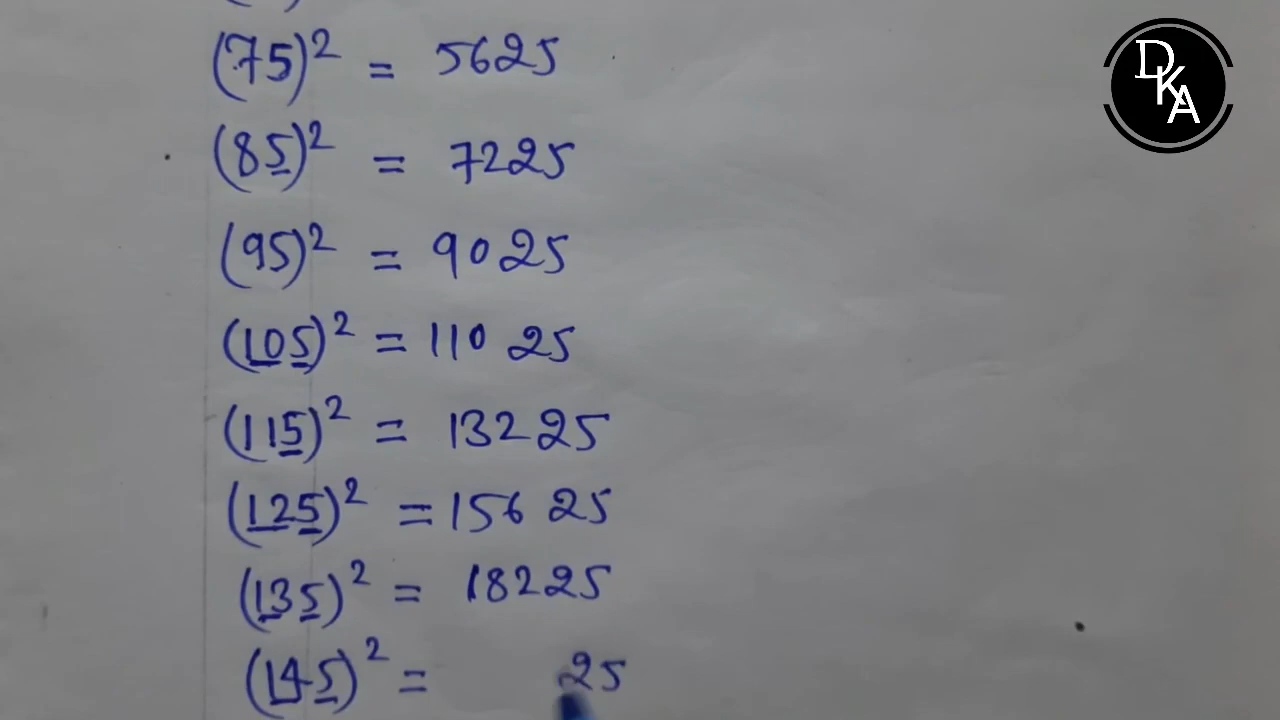 (75)² = 5625
DKA
(85)² = 7225
(95)² = 9025
(105)² = 110 25
(115)² = 13225
(125)² = 156 25
(135)² = 18225
(145)² = 25